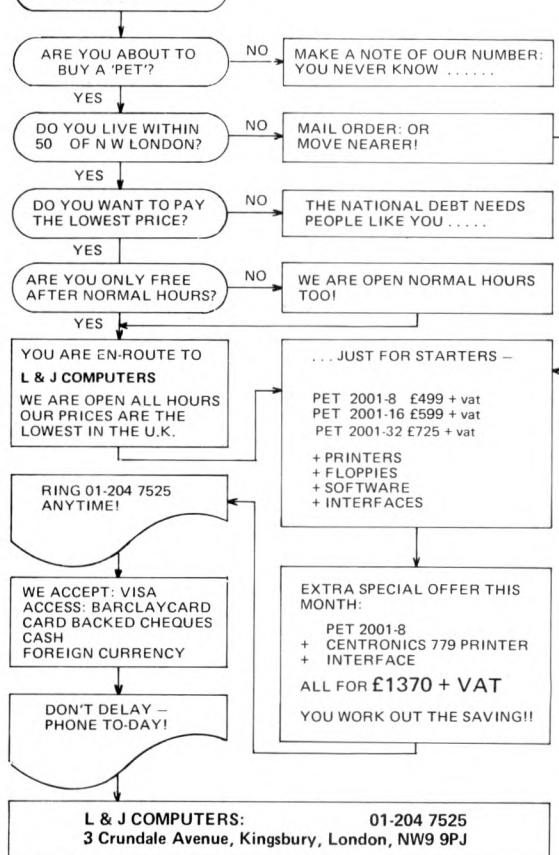 ARE YOU ABOUT TO
BUY A 'PET'?
NO
MAKE A NOTE OF OUR NUMBER:
YOU NEVER KNOW ......
YES
DO YOU LIVE WITHIN
50 OF N W LONDON?
NO
MAIL ORDER: OR
MOVE NEARER!
YES
DO YOU WANT TO PAY
THE LOWEST PRICE?
NO
THE NATIONAL DEBT NEEDS
PEOPLE LIKE YOU .....
YES
ARE YOU ONLY FREE
AFTER NORMAL HOURS?
NO
WE ARE OPEN NORMAL HOURS
TOO!
YES
YOU ARE EN-ROUTE TO
L & J COMPUTERS
WE ARE OPEN ALL HOURS
OUR PRICES ARE THE
LOWEST IN THE U.K.
... JUST FOR STARTERS –
PET 2001-8 £499 + vat
PET 2001-16 £599 + vat
PET 2001-32 £725 + vat
+ PRINTERS
+ FLOPPIES
+ SOFTWARE
+ INTERFACES
EXTRA SPECIAL OFFER THIS
MONTH:
PET 2001-8
+ CENTRONICS 779 PRINTER
+ INTERFACE
ALL FOR £1370 + VAT
YOU WORK OUT THE SAVING!!
RING 01-204 7525
ANYTIME!
WE ACCEPT: VISA
ACCESS: BARCLAYCARD
CARD BACKED CHEQUES
CASH
FOREIGN CURRENCY
DON'T DELAY –
PHONE TO-DAY!
L & J COMPUTERS: 01-204 7525
3 Crundale Avenue, Kingsbury, London, NW9 9PJ